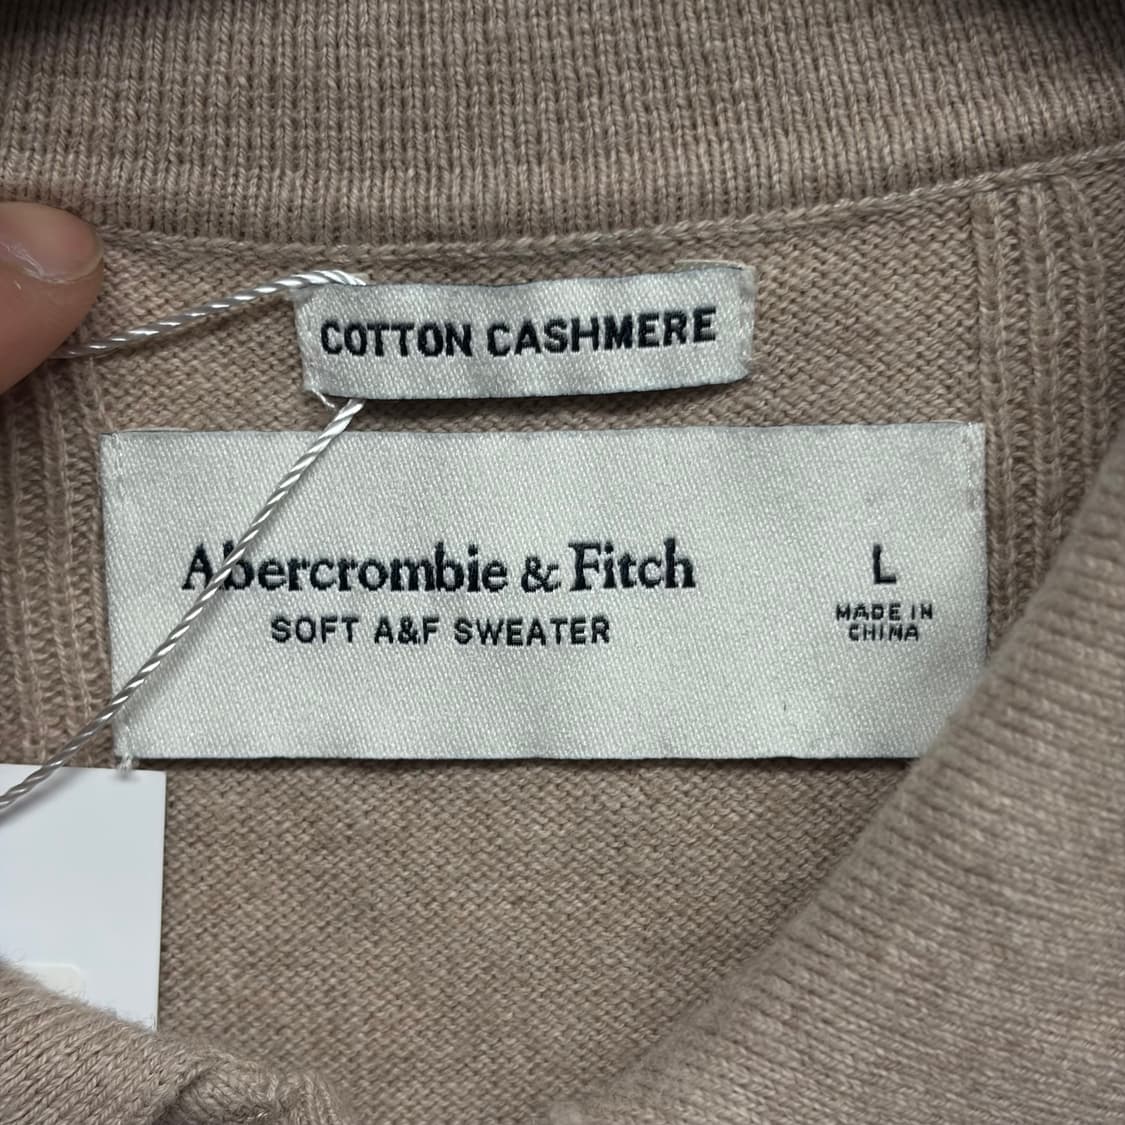 COTTON CASHMERE
Abercrombie & Fitch
SOFT A&F SWEATER
L
MADE IN
CHINA